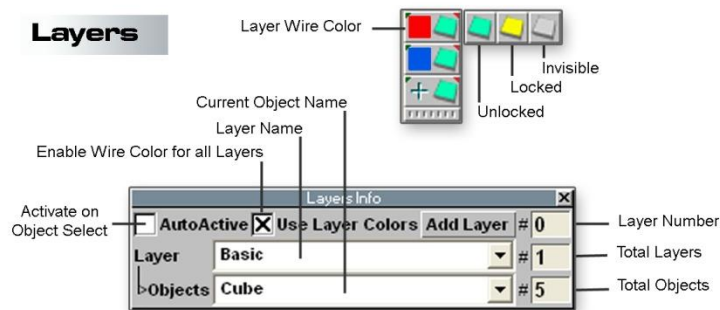 Layers
Layer Wire Color
Invisible
Locked
Unlocked
Current Object Name
Layer Name
Enable Wire Color for all Layers
Activate on
Object Select
Layers Info
AutoActive Use Layer Colors Add Layer # 0
Layer Number
Layer Basic # 1
Total Layers
Objects Cube # 5
Total Objects